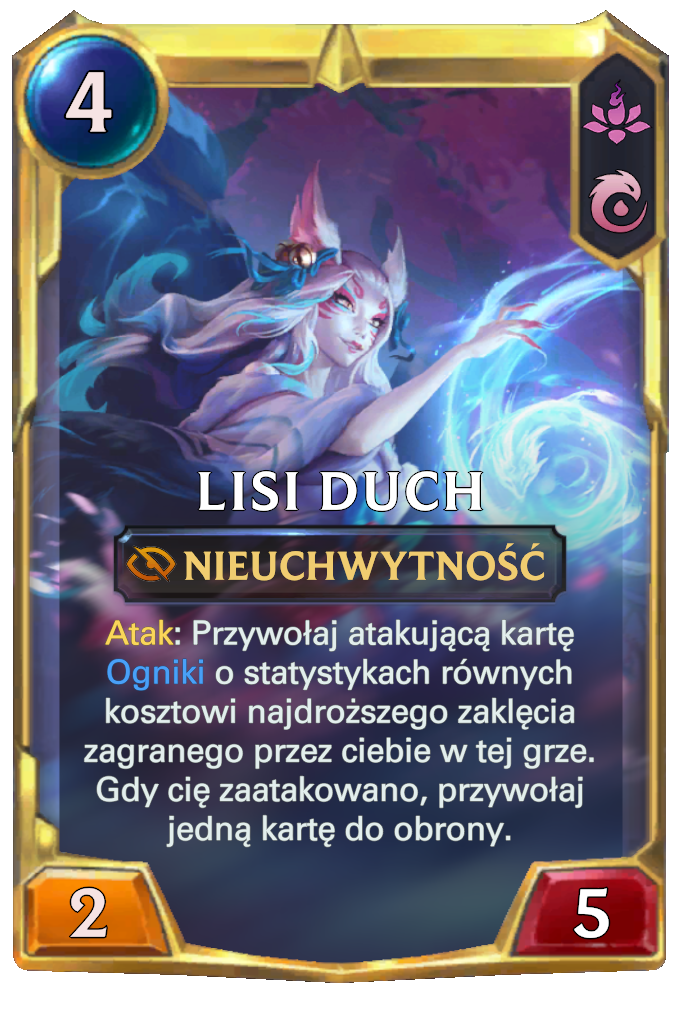 4
LISI DUCH
NIEUCHWYTNOŚĆ
Atak: Przywołaj atakującą kartę
Ogniki o statystykach równych
kosztowi najdroższego zaklęcia
zagranego przez ciebie w tej grze.
Gdy cię zaatakowano, przywołaj
jedną kartę do obrony.
2
5